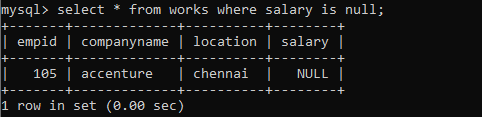 mysql> select * from works where salary is null;
+-------+-------------+----------+--------+
| empid | companyname | location | salary |
+-------+-------------+----------+--------+
|   105 | accenture   | chennai  |   NULL |
+-------+-------------+----------+--------+
1 row in set (0.00 sec)